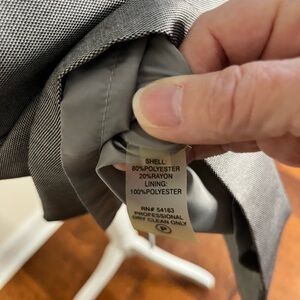 SHELL:
80%POLYESTER
20%RAYON
LINING:
100%POLYESTER
RN# 54163
PROFESSIONAL
DRY CLEAN ONLY
P